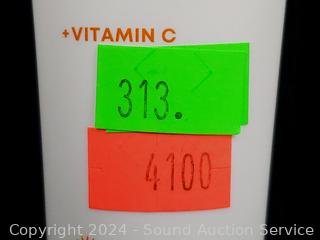 +VITAMIN C
313.
4100
Copyright 2024 - Sound Auction Service